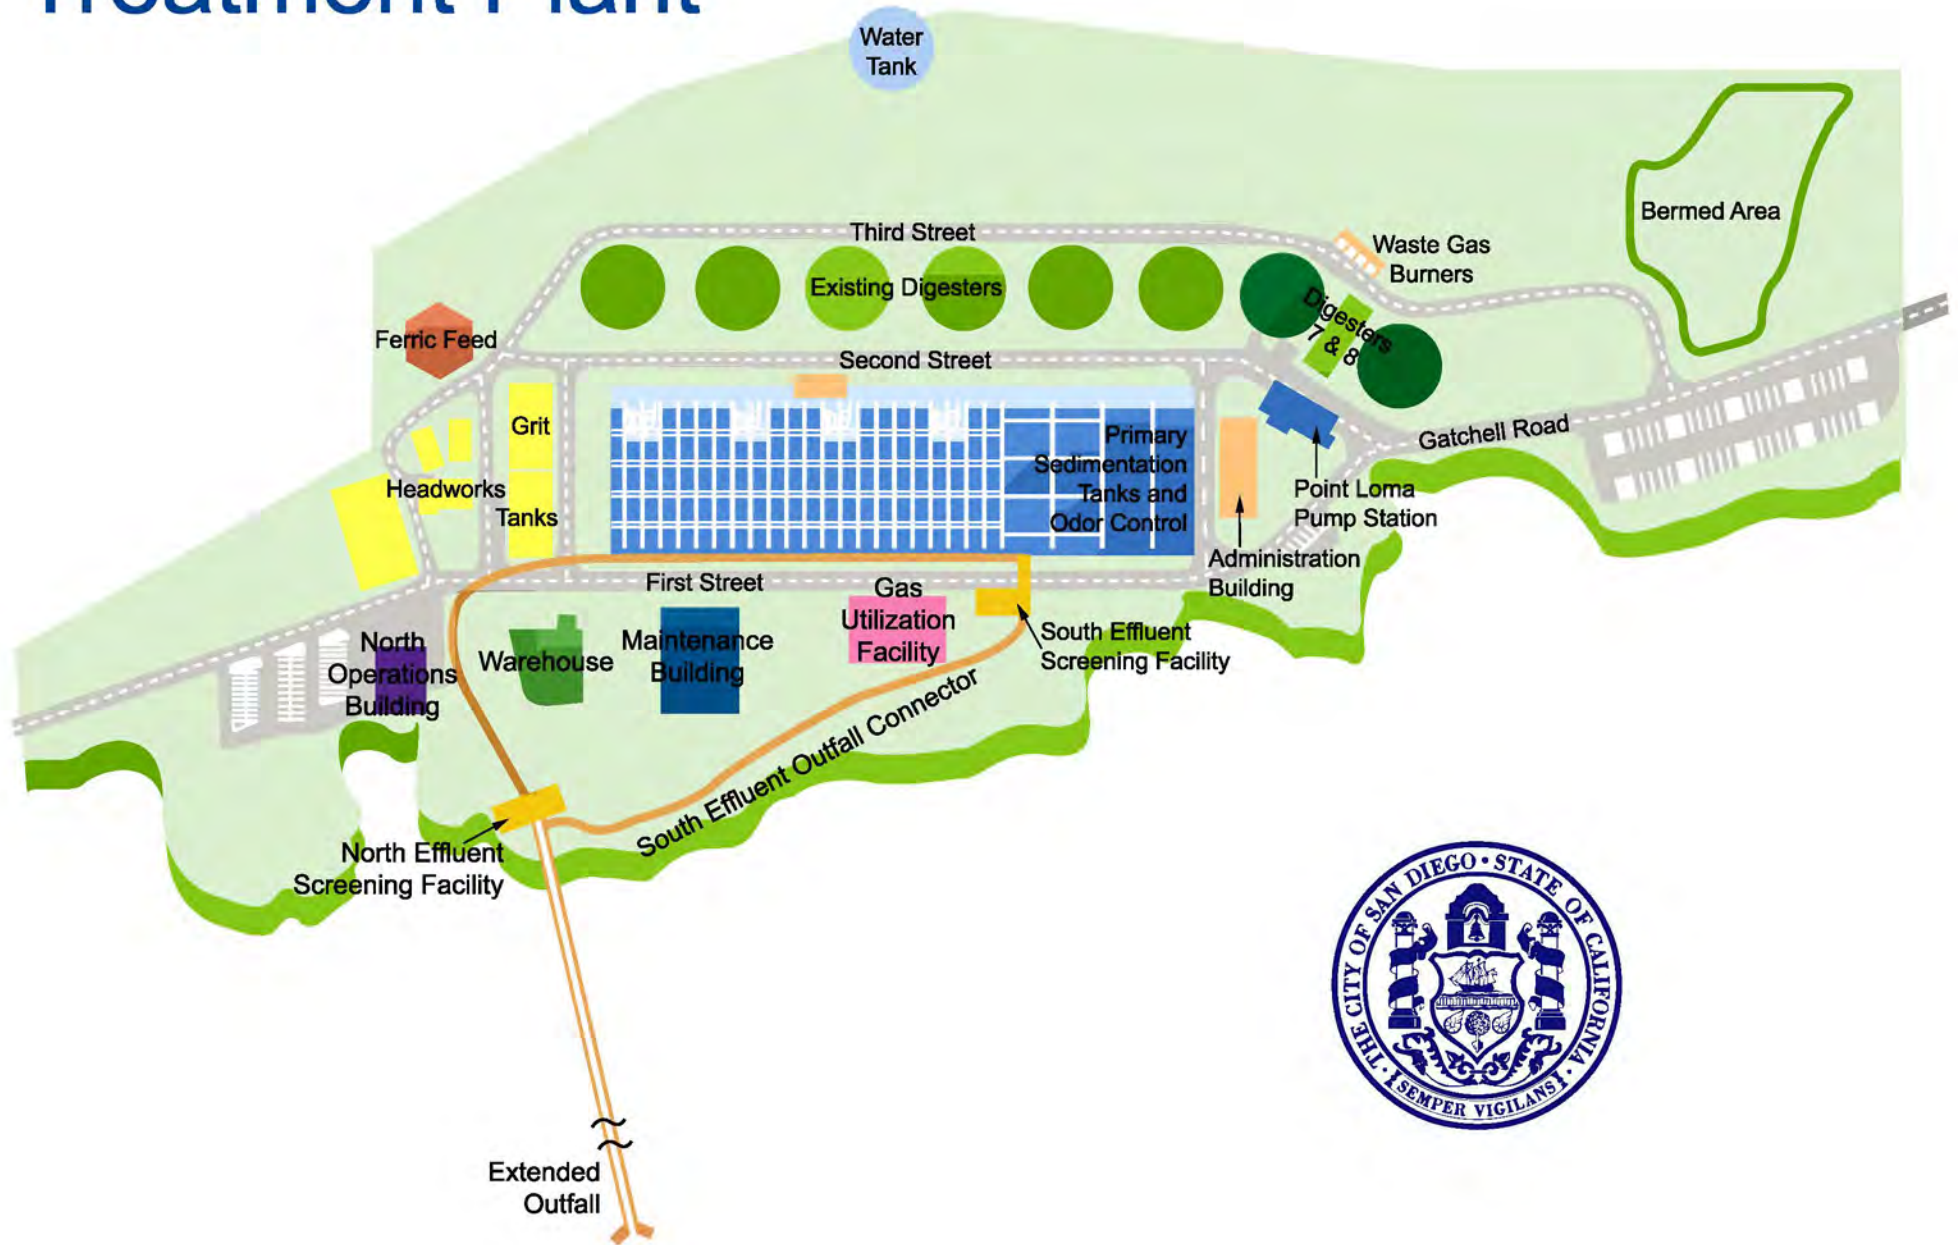 Treatment Plant
Water
Tank
Bermed Area
Third Street
Waste Gas
Burners
Existing Digesters
Digesters
7 & 8
Ferric Feed
Second Street
Grit
Tanks
Headworks
Primary
Sedimentation
Tanks and
Odor Control
Gatchell Road
Point Loma
Pump Station
Administration
Building
First Street
Gas
Utilization
Facility
North
Operations
Building
Warehouse
Maintenance
Building
South Effluent
Screening Facility
South Effluent Outfall Connector
North Effluent
Screening Facility
Extended
Outfall
THE CITY OF SAN DIEGO • STATE OF CALIFORNIA
SEMPER VIGILANS